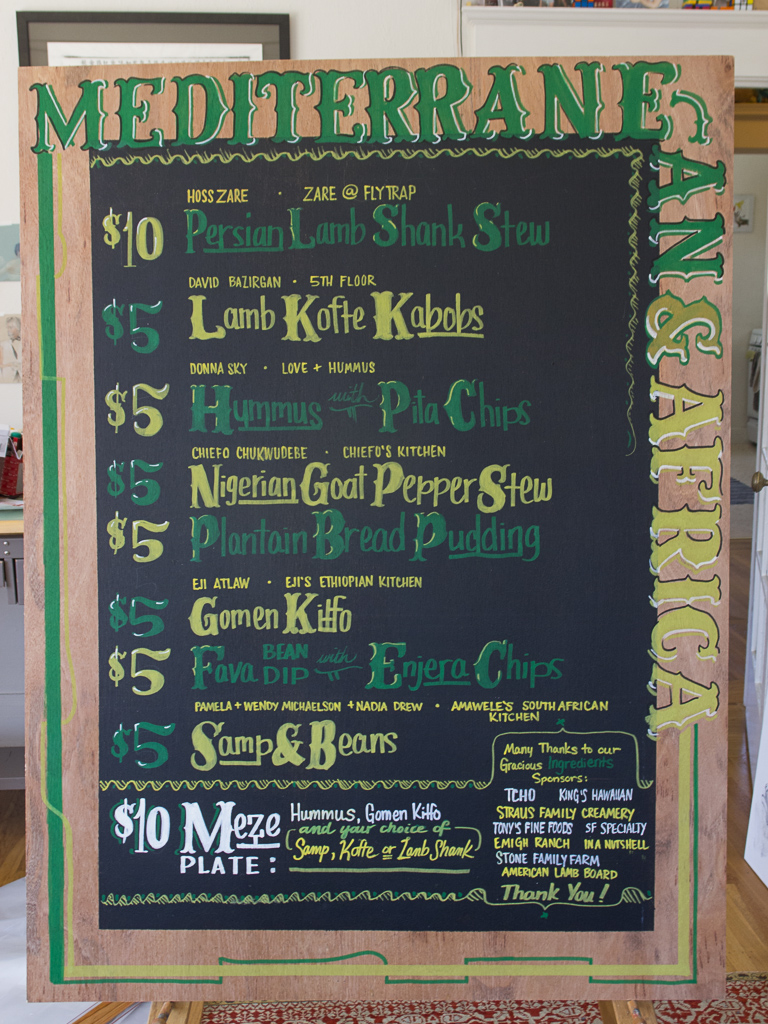 MEDITERRANEAN & AFRICA
HOSS ZARE · ZARE @ FLYTRAP
$10 Persian Lamb Shank Stew
DAVID BAZIRGAN · 5TH FLOOR
$5 Lamb Kofte Kabobs
DONNA SKY · LOVE + HUMMUS
$5 Hummus with Pita Chips
CHIEFO CHUKWUDEBE · CHIEFO'S KITCHEN
$5 Nigerian Goat Pepper Stew
$5 Plantain Bread Pudding
EJI ATLAW · EJI'S ETHIOPIAN KITCHEN
$5 Gomen Kitfo
$5 Fava BEAN DIP with Enjera Chips
PAMELA + WENDY MICHAELSON + NADIA DREW · AMAWELE'S SOUTH AFRICAN
KITCHEN
$5 Samp & Beans
$10 Meze PLATE:
Hummus, Gomen Kitfo
and your choice of
Samp, Kofte or Lamb Shank
Many Thanks to our
Gracious Ingredients
Sponsors:
TCHO KING'S HAWAIIAN
STRAUS FAMILY CREAMERY
TONY'S FINE FOODS SF SPECIALTY
EMIGH RANCH IN A NUTSHELL
STONE FAMILY FARM
AMERICAN LAMB BOARD
Thank You!